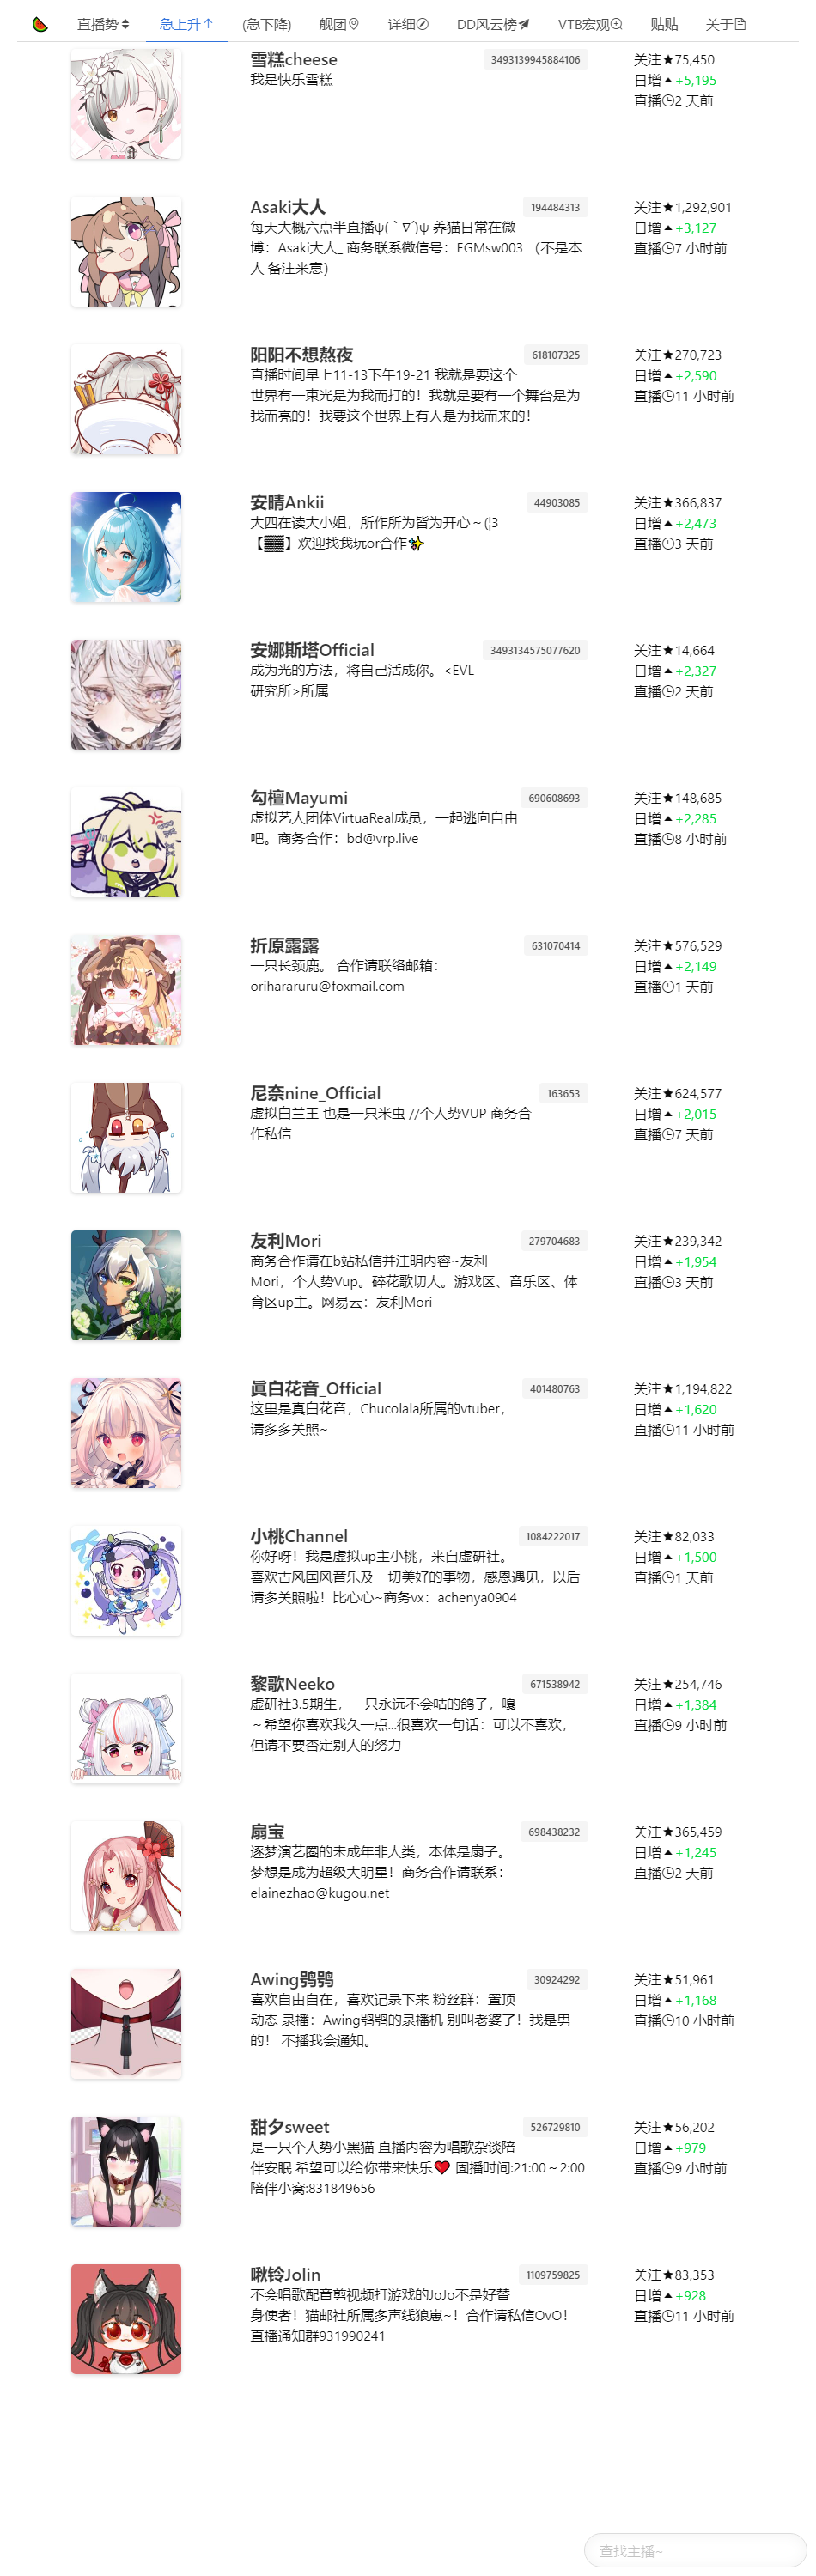 直播势 急上升 (急下降) 舰团 详细 DD风云榜 VTB宏观 贴贴 关于
雪糕cheese 3493139945884106 关注★75,450
我是快乐雪糕 日增 +5,195
直播 2 天前
Asaki大人 194484313 关注★1,292,901
每天大概六点半直播ψ(｀∇´)ψ 养猫日常在微 日增 +3,127
博：Asaki大人_ 商务联系微信号：EGMsw003 （不是本 直播 7 小时前
人 备注来意）
阳阳不想熬夜 618107325 关注★270,723
直播时间早上11-13下午19-21 我就是要这个 日增 +2,590
世界有一束光是为我而打的！我就是要有一个舞台是为 直播 11 小时前
我而亮的！我要这个世界上有人是为我而来的！
安晴Ankii 44903085 关注★366,837
大四在读大小姐，所作所为皆为开心～(¦3 日增 +2,473
【▓▓】欢迎找我玩or合作✨ 直播 3 天前
安娜斯塔Official 3493134575077620 关注★14,664
成为光的方法，将自己活成你。<EVL 日增 +2,327
研究所>所属 直播 2 天前
勾檀Mayumi 690608693 关注★148,685
虚拟艺人团体VirtuaReal成员，一起逃向自由 日增 +2,285
吧。商务合作：bd@vrp.live 直播 8 小时前
折原露露 631070414 关注★576,529
一只长颈鹿。 合作请联络邮箱： 日增 +2,149
orihararuru@foxmail.com 直播 1 天前
尼奈nine_Official 163653 关注★624,577
虚拟白兰王 也是一只米虫 //个人势VUP 商务合 日增 +2,015
作私信 直播 7 天前
友利Mori 279704683 关注★239,342
商务合作请在b站私信并注明内容~友利 日增 +1,954
Mori，个人势Vup。碎花歌切人。游戏区、音乐区、体 直播 3 天前
育区up主。网易云：友利Mori
眞白花音_Official 401480763 关注★1,194,822
这里是真白花音，Chucolala所属的vtuber， 日增 +1,620
请多多关照~ 直播 11 小时前
小桃Channel 1084222017 关注★82,033
你好呀！我是虚拟up主小桃，来自虚研社。 日增 +1,500
喜欢古风国风音乐及一切美好的事物，感恩遇见，以后 直播 1 天前
请多关照啦！比心心~商务vx：achenya0904
黎歌Neeko 671538942 关注★254,746
虚研社3.5期生，一只永远不会咕的鸽子，嘎 日增 +1,384
～希望你喜欢我久一点...很喜欢一句话：可以不喜欢， 直播 9 小时前
但请不要否定别人的努力
扇宝 698438232 关注★365,459
逐梦演艺圈的未成年非人类，本体是扇子。 日增 +1,245
梦想是成为超级大明星！商务合作请联系： 直播 2 天前
elainezhao@kugou.net
Awing鸮鸮 30924292 关注★51,961
喜欢自由自在，喜欢记录下来 粉丝群：置顶 日增 +1,168
动态 录播：Awing鸮鸮的录播机 别叫老婆了！我是男 直播 10 小时前
的！ 不播我会通知。
甜夕sweet 526729810 关注★56,202
是一只个人势小黑猫 直播内容为唱歌杂谈陪 日增 +979
伴安眠 希望可以给你带来快乐❤ 固播时间:21:00～2:00 直播 9 小时前
陪伴小窝:831849656
啾铃Jolin 1109759825 关注★83,353
不会唱歌配音剪视频打游戏的JoJo不是好替 日增 +928
身使者！猫邮社所属多声线狼崽~！合作请私信OvO！ 直播 11 小时前
直播通知群931990241
查找主播~